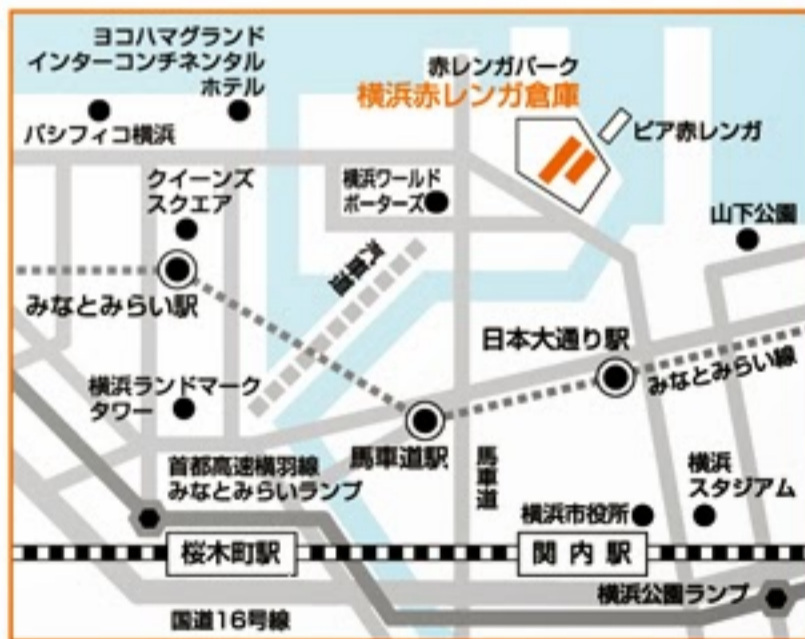 ヨコハマグランド
インターコンチネンタル
ホテル
パシフィコ横浜
赤レンガパーク
横浜赤レンガ倉庫
ピア赤レンガ
クイーンズ
スクエア
横浜ワールド
ポーターズ
山下公園
汽車道
みなとみらい駅
日本大通り駅
みなとみらい線
横浜ランドマーク
タワー
馬車道駅
馬車道
首都高速横羽線
みなとみらいランプ
横浜
スタジアム
横浜市役所
桜木町駅
関内駅
横浜公園ランプ
国道16号線